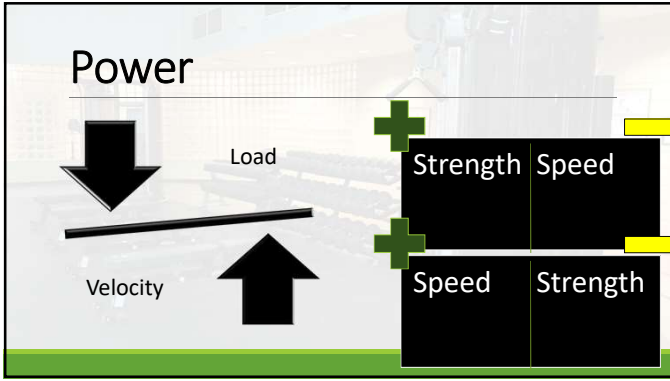 Power
Load
Velocity
Strength Speed
Speed Strength